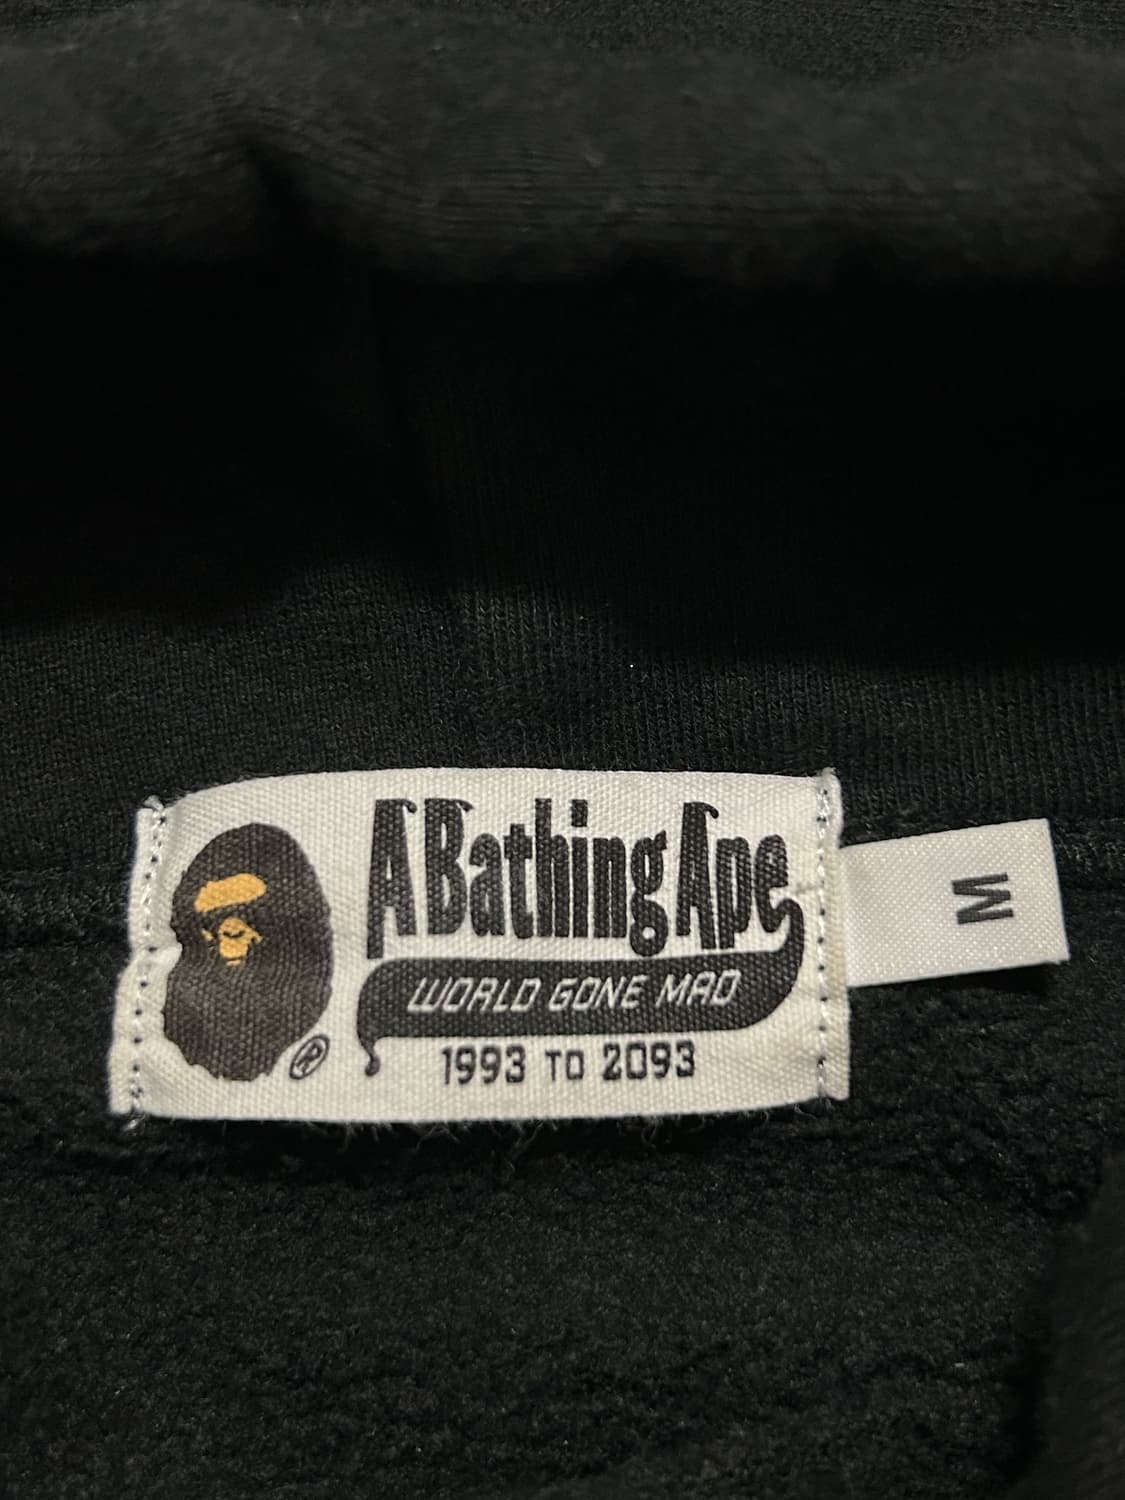 A Bathing Ape
WORLD GONE MAD
1993 TO 2093
®
M